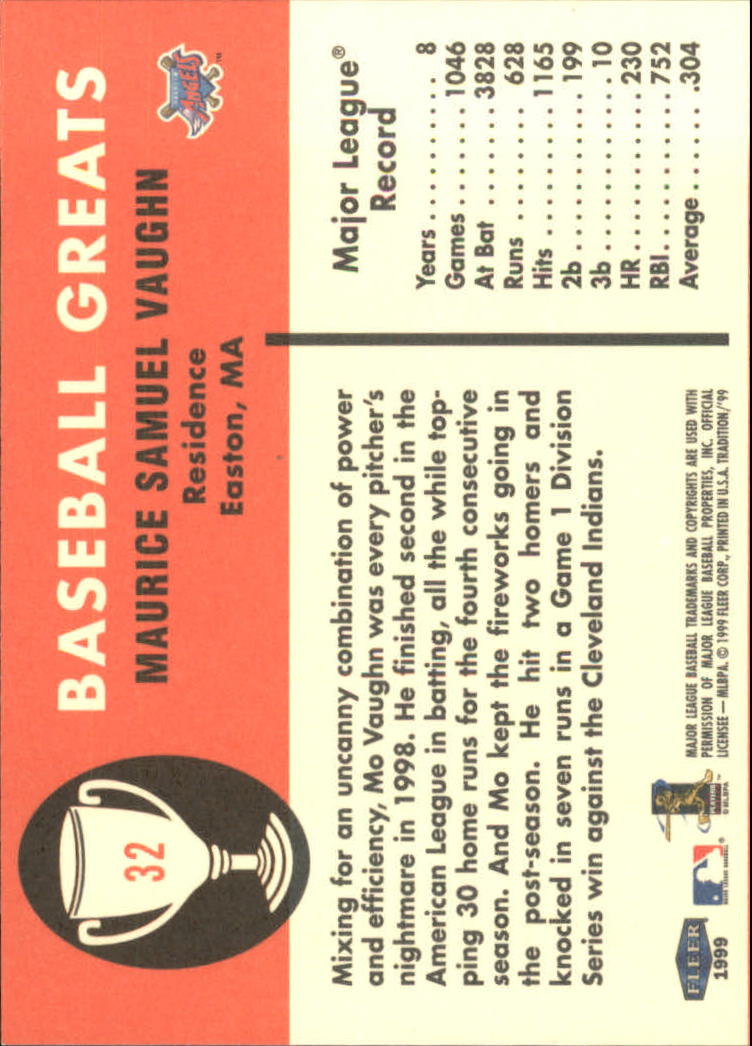 32
BASEBALL GREATS
MAURICE SAMUEL VAUGHN
Residence
Easton, MA
ANGELS™
Mixing for an uncanny combination of power
and efficiency, Mo Vaughn was every pitcher's
nightmare in 1998. He finished second in the
American League in batting, all the while top-
ping 30 home runs for the fourth consecutive
season. And Mo kept the fireworks going in
the post-season. He hit two homers and
knocked in seven runs in a Game 1 Division
Series win against the Cleveland Indians.
Major League®
Record
Years........ 8
Games....... 1046
At Bat ...... 3828
Runs ....... 628
Hits ........ 1165
2b ......... 199
3b ......... 10
HR ......... 230
RBI......... 752
Average...... .304
FLEER
1999
MAJOR LEAGUE BASEBALL TRADEMARKS AND COPYRIGHTS ARE USED WITH
PERMISSION OF MAJOR LEAGUE BASEBALL PROPERTIES, INC. OFFICIAL
LICENSEE — MLBPA. © 1999 FLEER CORP., PRINTED IN U.S.A. TRADITION/'99
© MLBPA